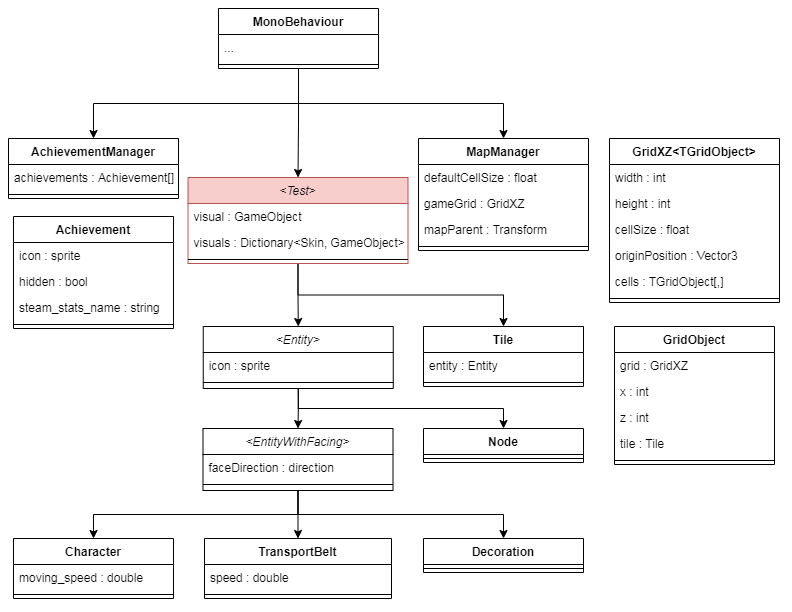 MonoBehaviour
...
AchievementManager
achievements : Achievement[]
<Test>
visual : GameObject
visuals : Dictionary<Skin, GameObject>
MapManager
defaultCellSize : float
gameGrid : GridXZ
mapParent : Transform
GridXZ<TGridObject>
width : int
height : int
cellSize : float
originPosition : Vector3
cells : TGridObject[,]
Achievement
icon : sprite
hidden : bool
steam_stats_name : string
<Entity>
icon : sprite
Tile
entity : Entity
GridObject
grid : GridXZ
x : int
z : int
tile : Tile
<EntityWithFacing>
faceDirection : direction
Node
Character
moving_speed : double
TransportBelt
speed : double
Decoration